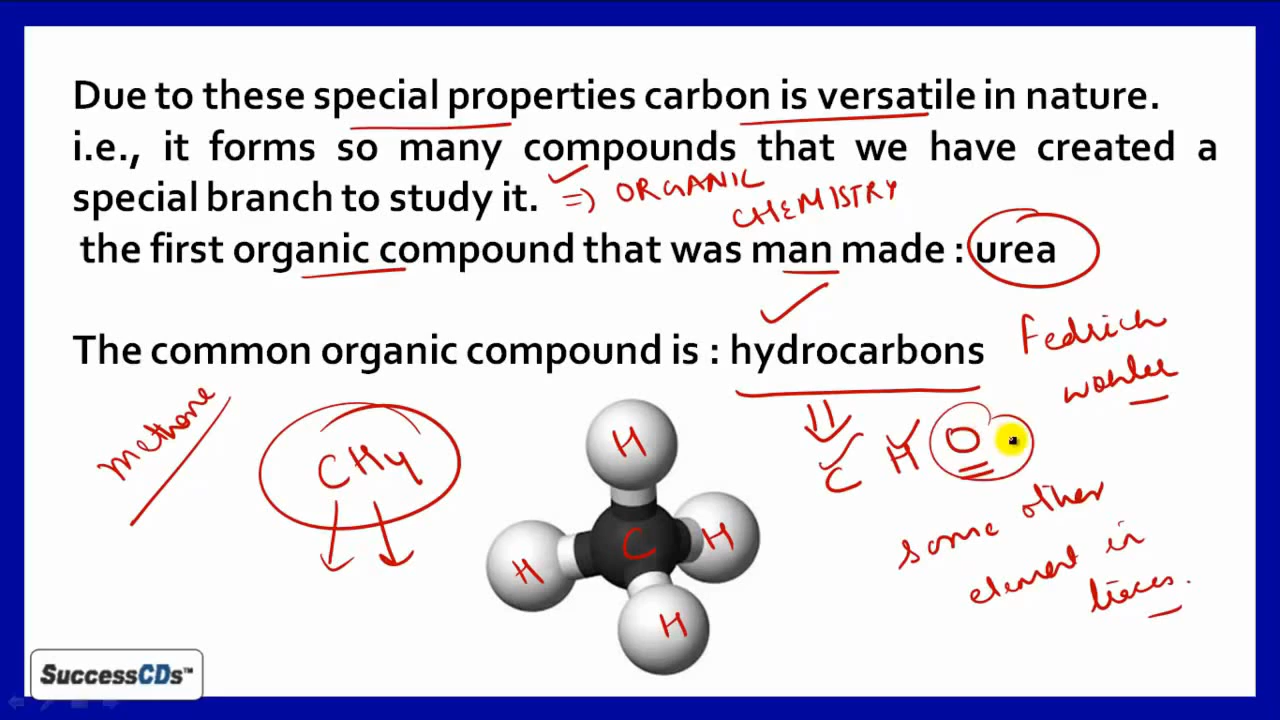 Due to these special properties carbon is versatile in nature.
i.e., it forms so many compounds that we have created a
special branch to study it. => ORGANIC
CHEMISTRY
the first organic compound that was man made : urea
The common organic compound is : hydrocarbons
Fedrich
wohler
methane
CH4
C H O
H
C
H
H
H
some other
element in
traces.
SuccessCDs™